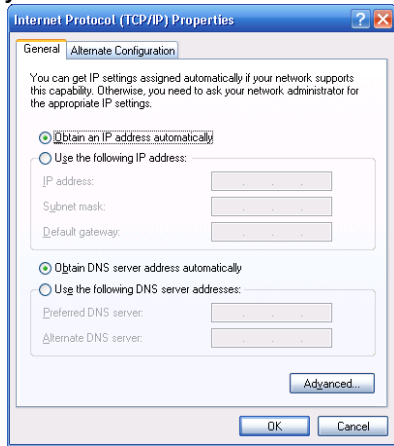 Internet Protocol (TCP/IP) Properties
General Alternate Configuration
You can get IP settings assigned automatically if your network supports
this capability. Otherwise, you need to ask your network administrator for
the appropriate IP settings.
Obtain an IP address automatically
Use the following IP address:
IP address:
Subnet mask:
Default gateway:
Obtain DNS server address automatically
Use the following DNS server addresses:
Preferred DNS server:
Alternate DNS server:
Advanced...
OK Cancel